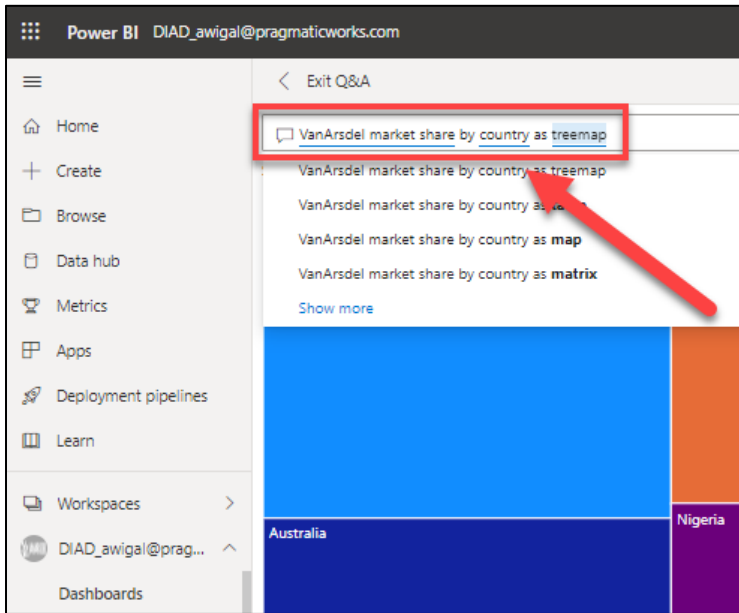 Power BI DIAD_awigal@pragmaticworks.com
Exit Q&A
Home
Create
Browse
Data hub
Metrics
Apps
Deployment pipelines
Learn
Workspaces
DIAD_awigal@prag...
Dashboards
VanArsdel market share by country as treemap
VanArsdel market share by country as treemap
VanArsdel market share by country as
VanArsdel market share by country as map
VanArsdel market share by country as matrix
Show more
Australia
Nigeria